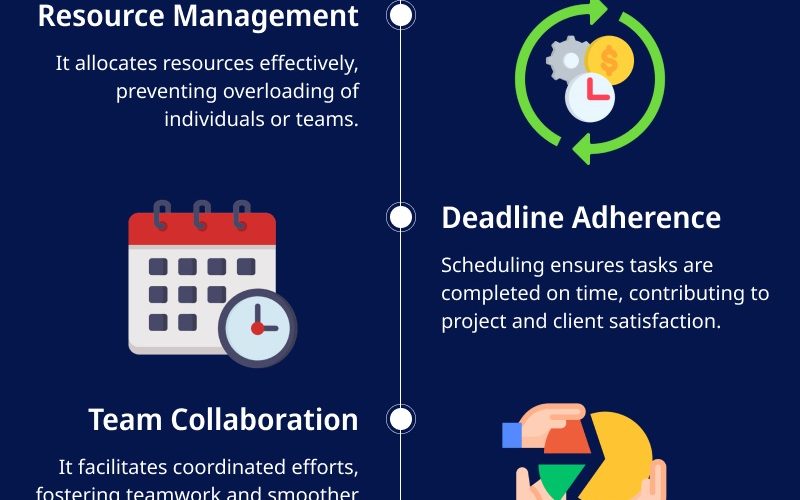 Resource Management
It allocates resources effectively,
preventing overloading of
individuals or teams.
Deadline Adherence
Scheduling ensures tasks are
completed on time, contributing to
project and client satisfaction.
Team Collaboration
It facilitates coordinated efforts,
fostering teamwork and smoother